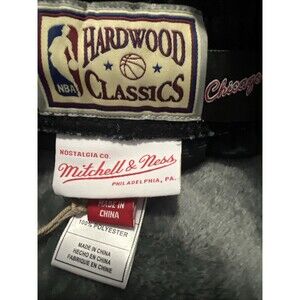 HARDWOOD
NBA
CLASSICS
Chicago
NOSTALGIA CO.
Mitchell & Ness
PHILADELPHIA, PA.
MADE IN
CHINA
100% POLYESTER
MADE IN CHINA
HECHO EN CHINA
FABRIQUE EN CHINE